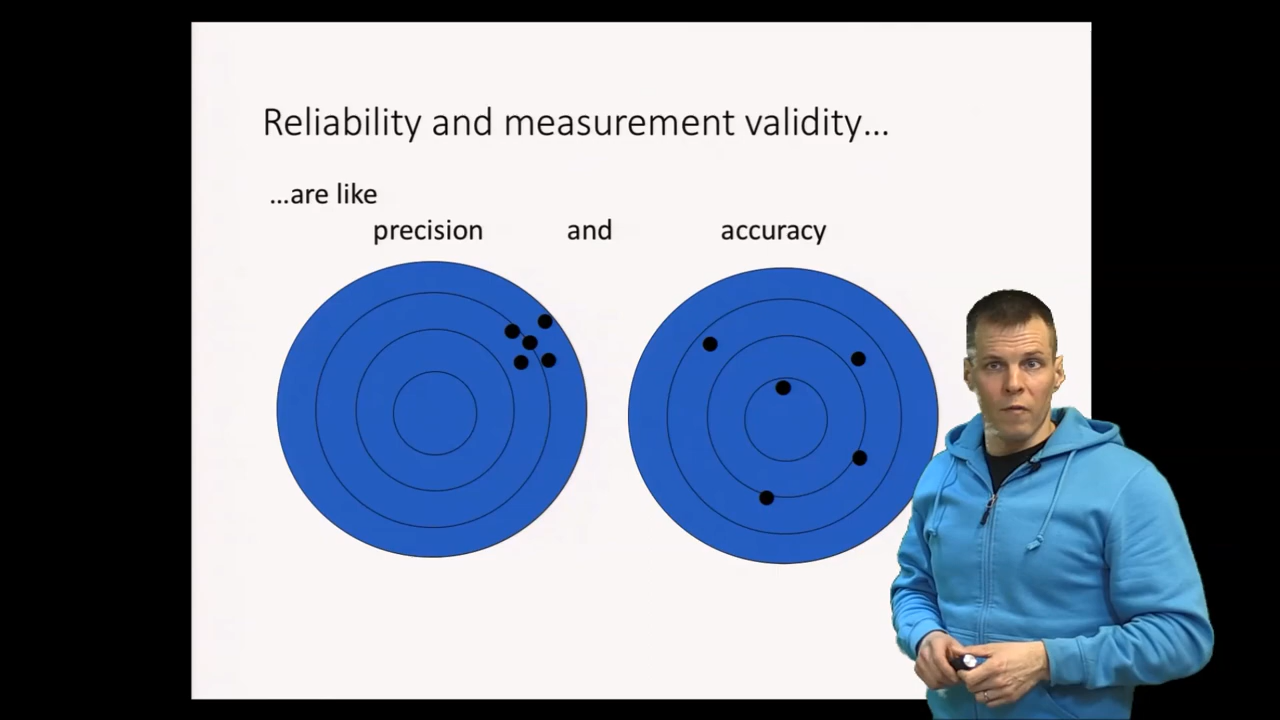 Reliability and measurement validity…
…are like
precision and accuracy